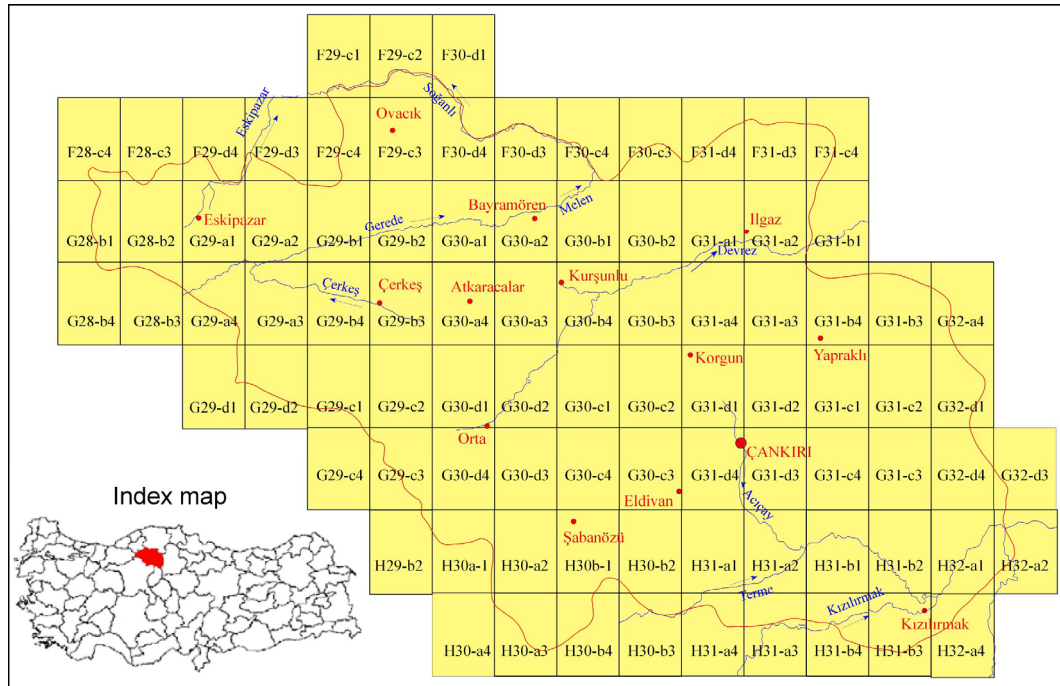 F29-c1 F29-c2 F30-d1
Soğanlı
Eskipazar
Ovacık
F28-c4 F28-c3 F29-d4 F29-d3 F29-c4 F29-c3 F30-d4 F30-d3 F30-c4 F30-c3 F31-d4 F31-d3 F31-c4
Bayramören Melen
Eskipazar Gerede Ilgaz
G28-b1 G28-b2 G29-a1 G29-a2 G29-b1 G29-b2 G30-a1 G30-a2 G30-b1 G30-b2 G31-a1 G31-a2 G31-b1
Devrez
Çerkeş Çerkeş Atkaracalar Kurşunlu
G28-b4 G28-b3 G29-a4 G29-a3 G29-b4 G29-b3 G30-a4 G30-a3 G30-b4 G30-b3 G31-a4 G31-a3 G31-b4 G31-b3 G32-a4
Korgun Yapraklı
G29-d1 G29-d2 G29-c1 G29-c2 G30-d1 G30-d2 G30-c1 G30-c2 G31-d1 G31-d2 G31-c1 G31-c2 G32-d1
Orta ÇANKIRI
G29-c4 G29-c3 G30-d4 G30-d3 G30-c4 G30-c3 G31-d4 G31-d3 G31-c4 G31-c3 G32-d4 G32-d3
Index map
Eldivan Acıçay
Şabanözü
H29-b2 H30a-1 H30-a2 H30b-1 H30-b2 H31-a1 H31-a2 H31-b1 H31-b2 H32-a1 H32-a2
Terme Kızılırmak
Kızılırmak
H30-a4 H30-a3 H30-b4 H30-b3 H31-a4 H31-a3 H31-b4 H31-b3 H32-a4